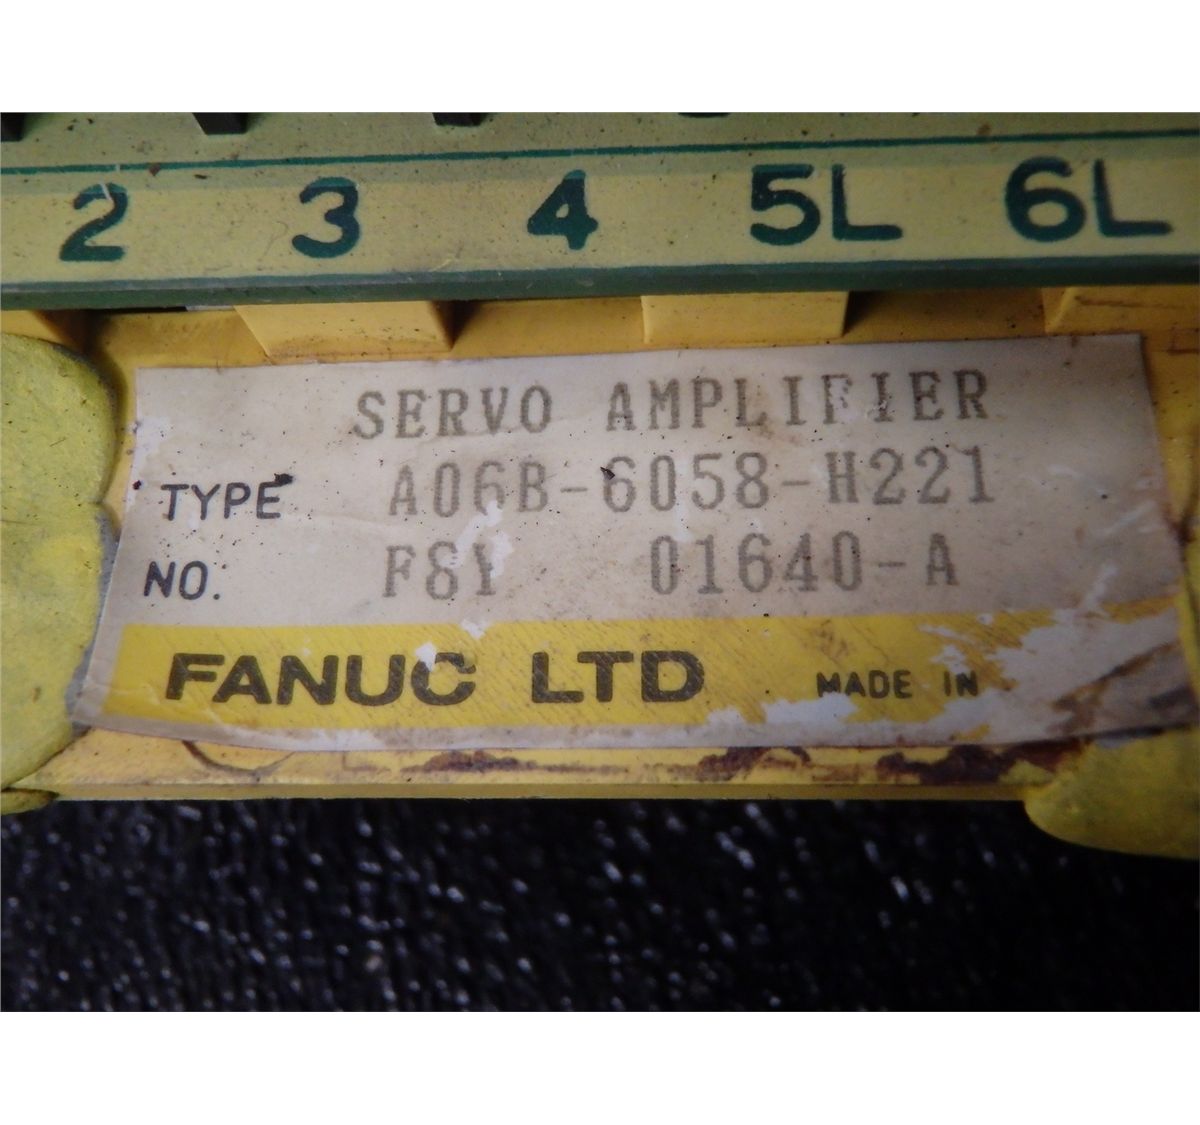 2 3 4 5L 6L
SERVO AMPLIFIER
TYPE A06B-6058-H221
NO. F8Y 01640-A
FANUC LTD MADE IN